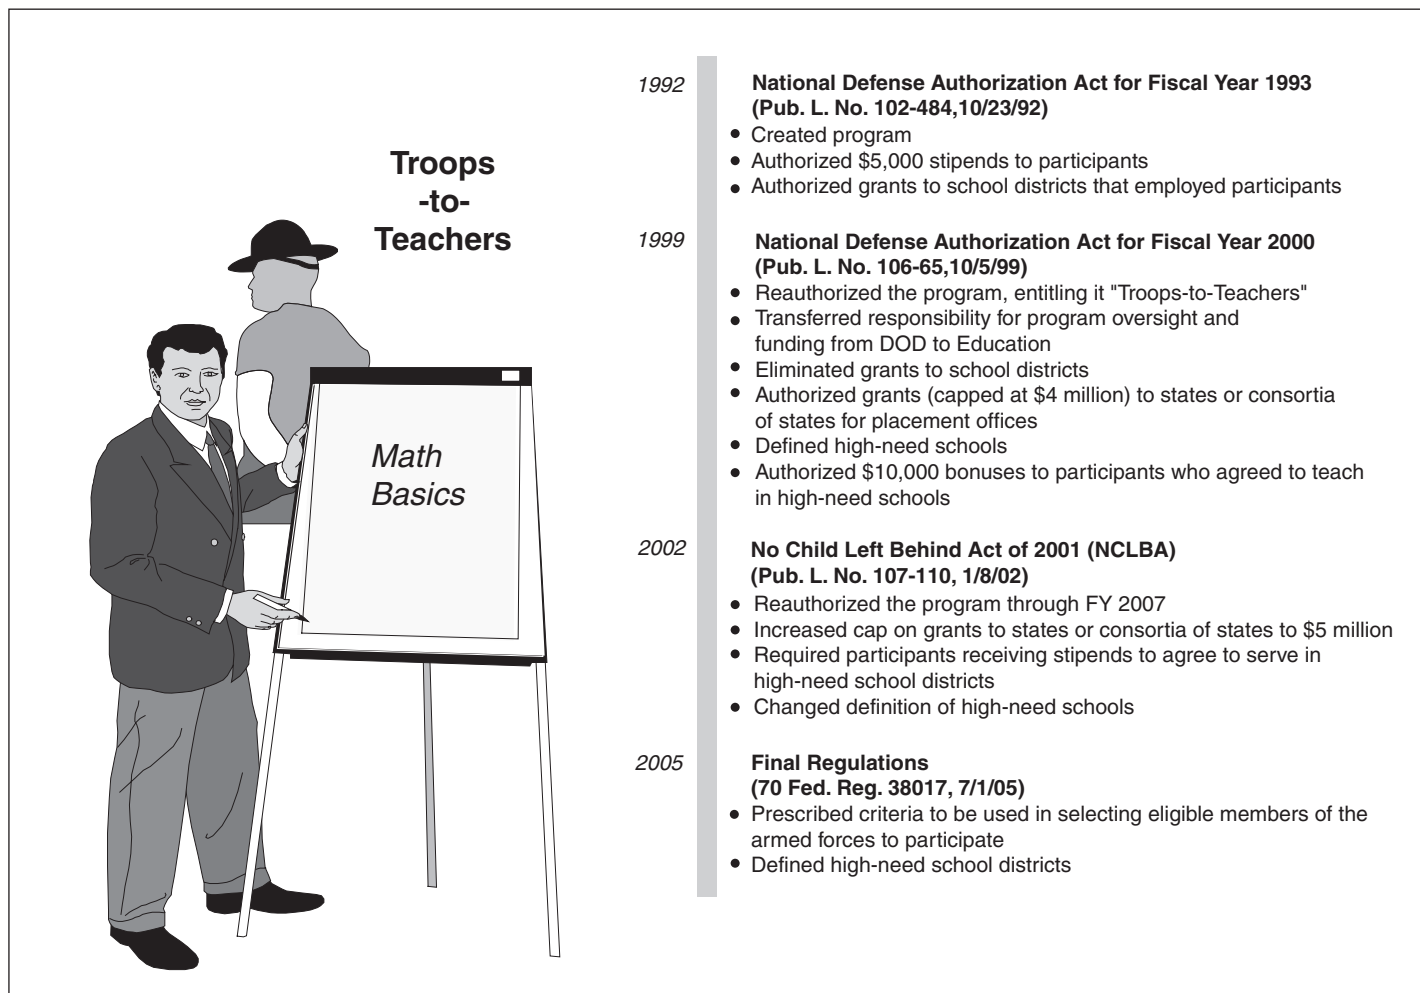 Troops
-to-
Teachers
Math
Basics
1992
National Defense Authorization Act for Fiscal Year 1993
(Pub. L. No. 102-484,10/23/92)
• Created program
• Authorized $5,000 stipends to participants
• Authorized grants to school districts that employed participants
1999
National Defense Authorization Act for Fiscal Year 2000
(Pub. L. No. 106-65,10/5/99)
• Reauthorized the program, entitling it "Troops-to-Teachers"
• Transferred responsibility for program oversight and
funding from DOD to Education
• Eliminated grants to school districts
• Authorized grants (capped at $4 million) to states or consortia
of states for placement offices
• Defined high-need schools
• Authorized $10,000 bonuses to participants who agreed to teach
in high-need schools
2002
No Child Left Behind Act of 2001 (NCLBA)
(Pub. L. No. 107-110, 1/8/02)
• Reauthorized the program through FY 2007
• Increased cap on grants to states or consortia of states to $5 million
• Required participants receiving stipends to agree to serve in
high-need school districts
• Changed definition of high-need schools
2005
Final Regulations
(70 Fed. Reg. 38017, 7/1/05)
• Prescribed criteria to be used in selecting eligible members of the
armed forces to participate
• Defined high-need school districts